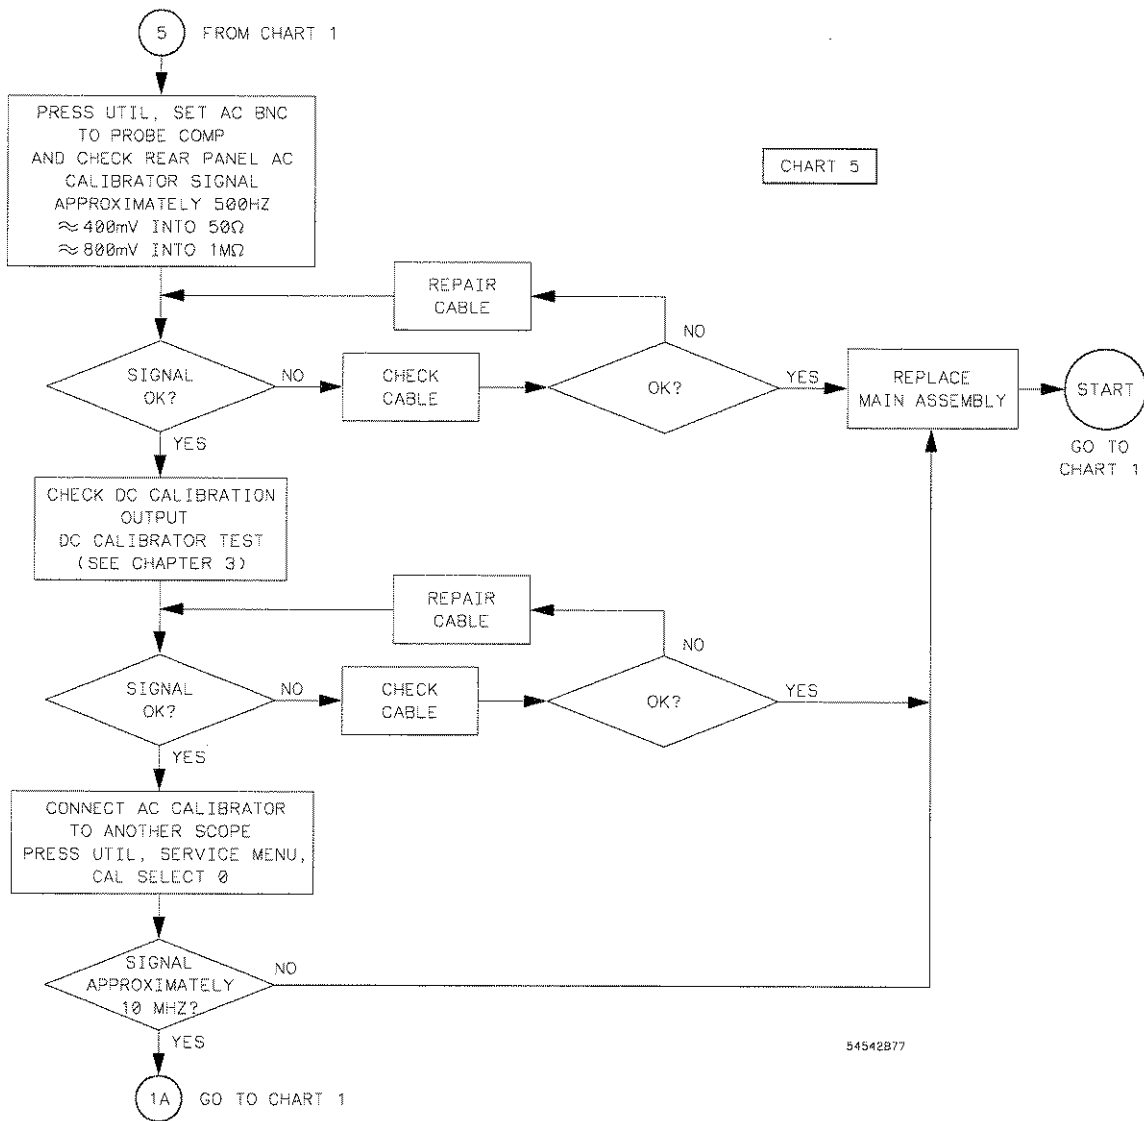 5 FROM CHART 1
PRESS UTIL, SET AC BNC
TO PROBE COMP
AND CHECK REAR PANEL AC
CALIBRATOR SIGNAL
APPROXIMATELY 500HZ
≈400mV INTO 50Ω
≈800mV INTO 1MΩ
CHART 5
REPAIR
CABLE
NO
SIGNAL
OK?
NO
CHECK
CABLE
OK?
YES
REPLACE
MAIN ASSEMBLY
START
GO TO
CHART 1
YES
CHECK DC CALIBRATION
OUTPUT
DC CALIBRATOR TEST
(SEE CHAPTER 3)
REPAIR
CABLE
NO
SIGNAL
OK?
NO
CHECK
CABLE
OK?
YES
YES
CONNECT AC CALIBRATOR
TO ANOTHER SCOPE
PRESS UTIL, SERVICE MENU,
CAL SELECT 0
SIGNAL
APPROXIMATELY
10 MHZ?
NO
YES
54542B77
1A GO TO CHART 1